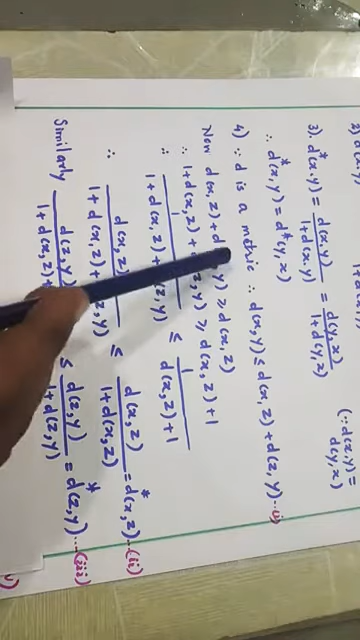 3). d*(x,y) = d(x,y) / 1+d(x,y) = d(y,x) / 1+d(y,x) (∵ d(x,y) = d(y,x)
∴ d*(x,y) = d*(y,x)
4) ∵ d is a metric ∴ d(x,y) ≤ d(x,z) + d(z,y) ...(i)
Now d(x,z)+d(z,y) ≥ d(x,z)
∴ 1+d(x,z)+d(z,y) ≥ d(x,z)+1
∴ 1 / 1+d(x,z)+d(z,y) ≤ 1 / d(x,z)+1
∴ d(x,z) / 1+d(x,z)+d(z,y) ≤ d(x,z) / 1+d(x,z) = d*(x,z) ...(ii)
Similarly d(z,y) / 1+d(x,z)+ ≤ d(z,y) / 1+d(z,y) = d*(z,y) ...(iii)